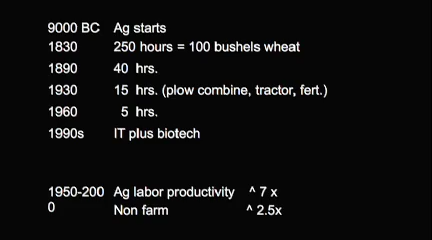 9000 BC Ag starts
1830 250 hours = 100 bushels wheat
1890 40 hrs.
1930 15 hrs. (plow combine, tractor, fert.)
1960 5 hrs.
1990s IT plus biotech
1950-200 Ag labor productivity ^ 7 x
0 Non farm ^ 2.5x